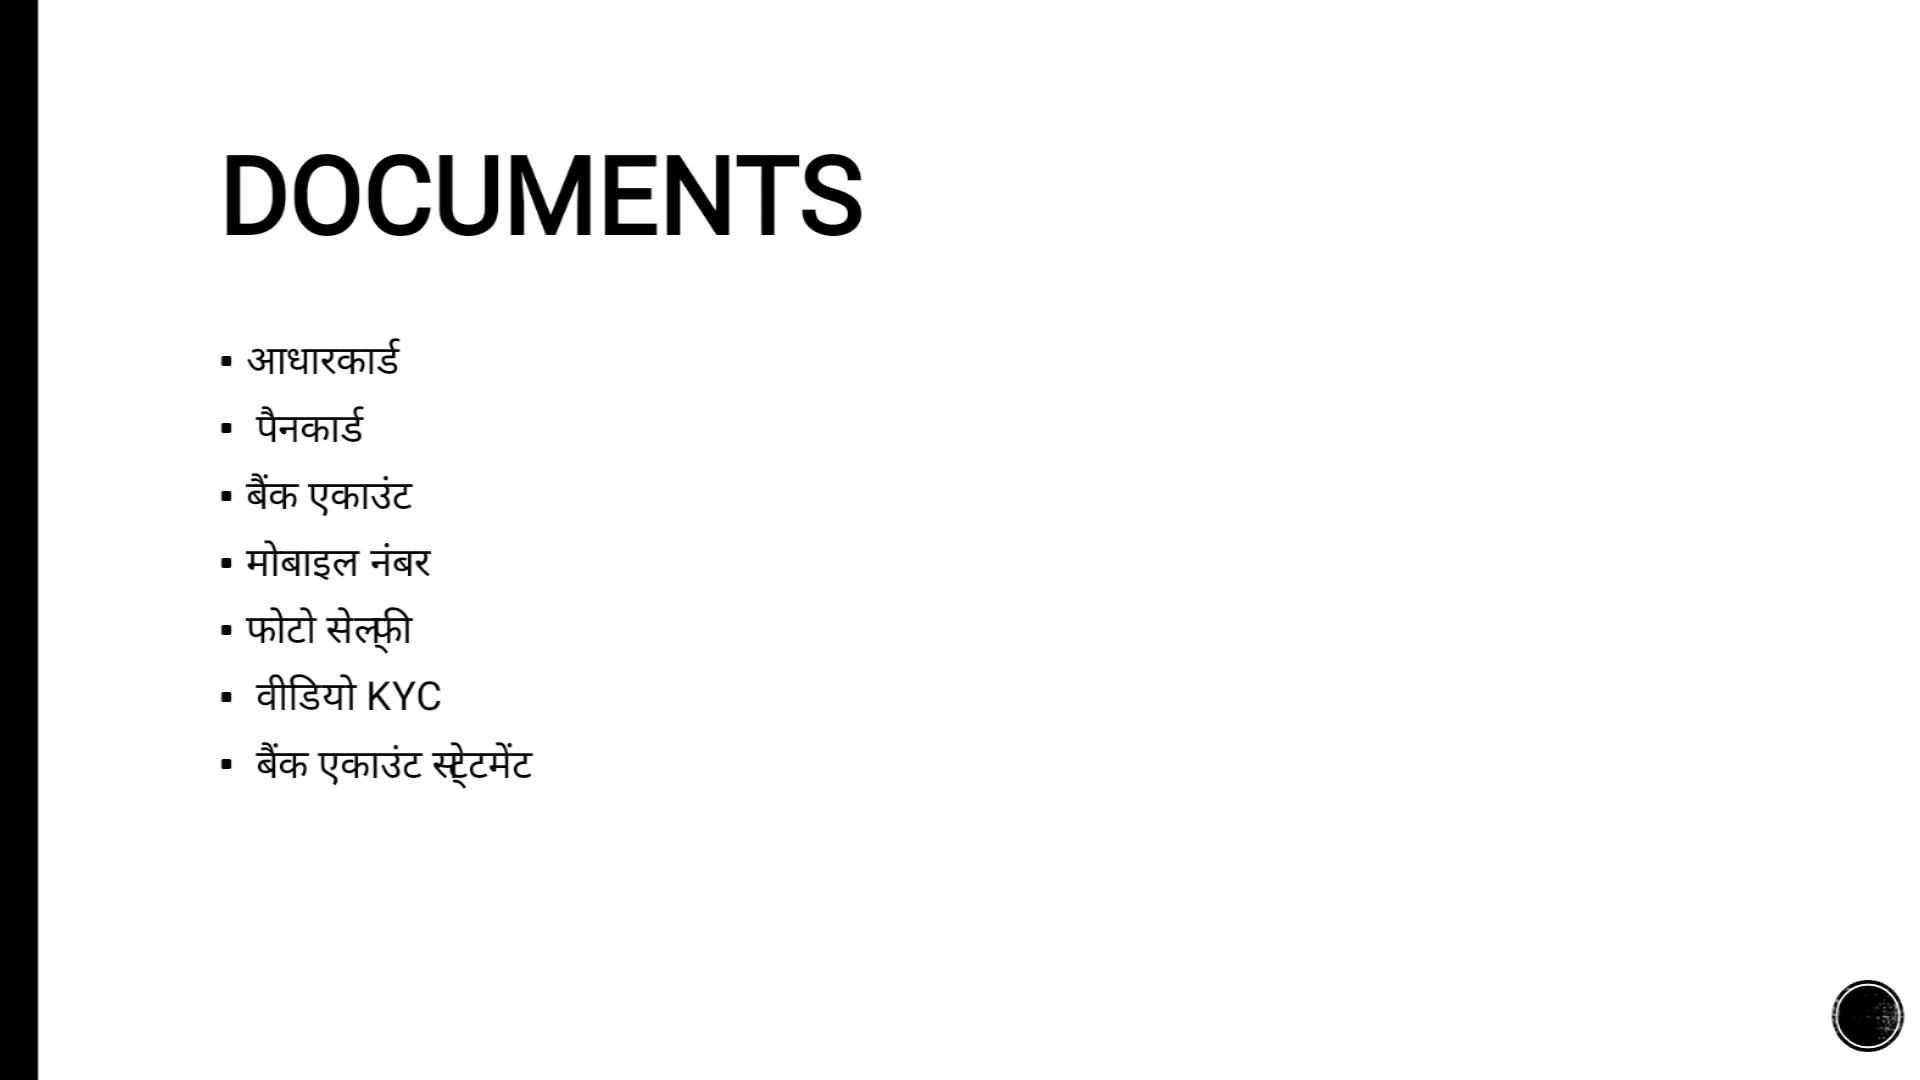 DOCUMENTS
▪ आधारकार्ड
▪ पैनकार्ड
▪ बैंक एकाउंट
▪ मोबाइल नंबर
▪ फोटो सेल्फी
▪ वीडियो KYC
▪ बैंक एकाउंट स्टेटमेंट